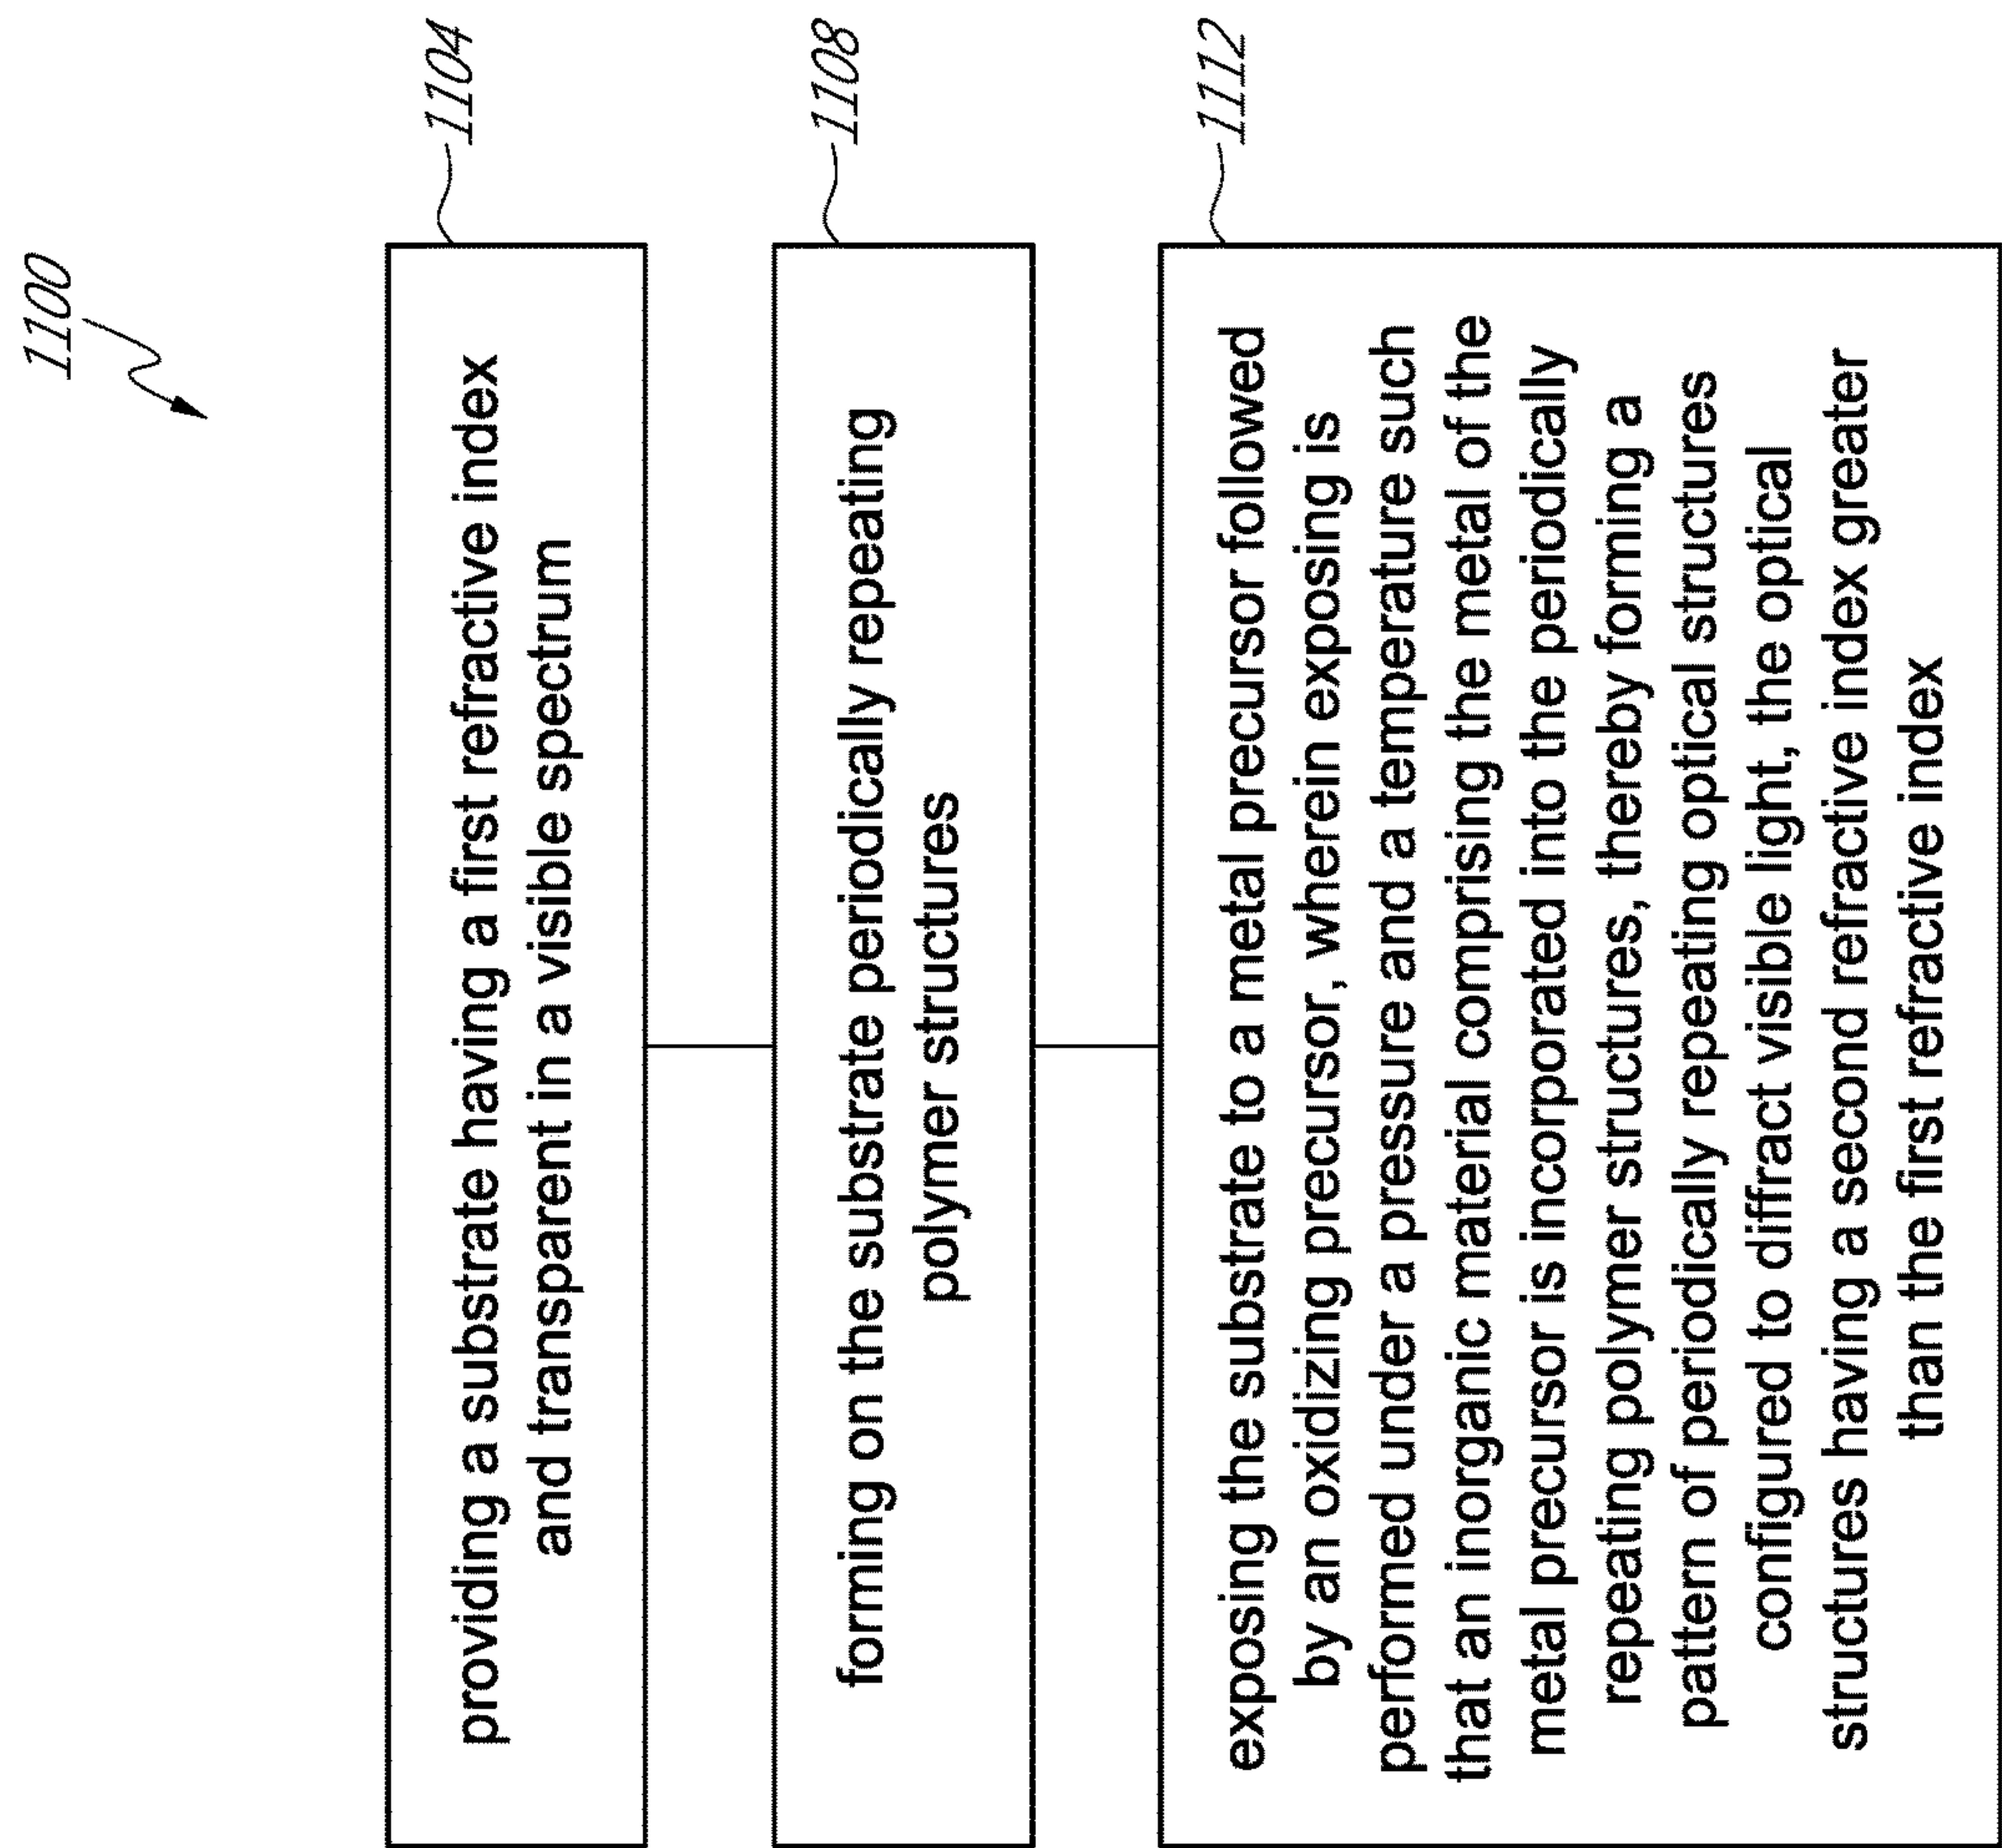 1100
1104
providing a substrate having a first refractive index
and transparent in a visible spectrum
1108
forming on the substrate periodically repeating
polymer structures
1112
exposing the substrate to a metal precursor followed
by an oxidizing precursor, wherein exposing is
performed under a pressure and a temperature such
that an inorganic material comprising the metal of the
metal precursor is incorporated into the periodically
repeating polymer structures, thereby forming a
pattern of periodically repeating optical structures
configured to diffract visible light, the optical
structures having a second refractive index greater
than the first refractive index